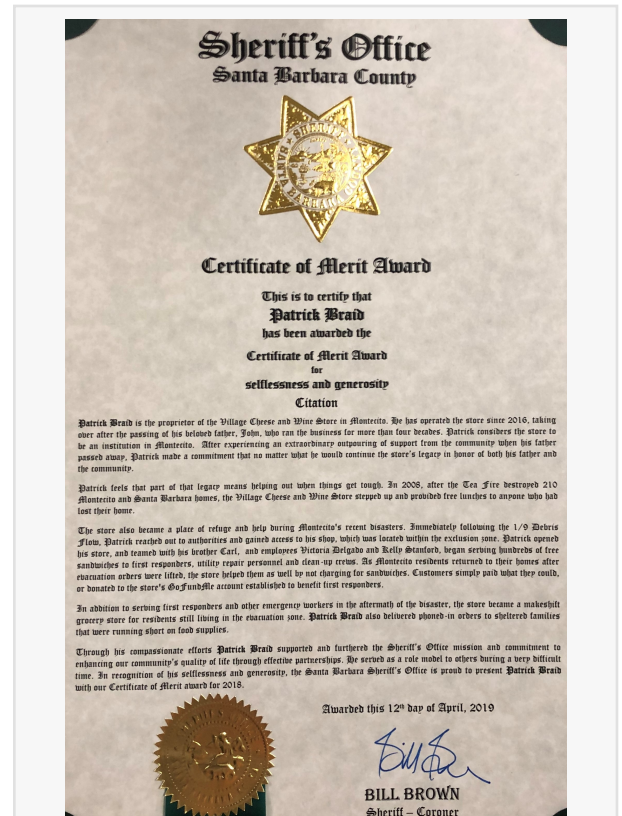 Sheriff's Office
Santa Barbara County
SHERIFF
SANTA BARBARA COUNTY
Certificate of Merit Award
This is to certify that
Patrick Braid
has been awarded the
Certificate of Merit Award
for
selflessness and generosity
Citation
Patrick Braid is the proprietor of the Village Cheese and Wine Store in Montecito. He has operated the store since 2016, taking
over after the passing of his beloved father, John, who ran the business for more than four decades. Patrick considers the store to
be an institution in Montecito. After experiencing an extraordinary outpouring of support from the community when his father
passed away, Patrick made a commitment that no matter what he would continue the store's legacy in honor of both his father and
the community.
Patrick feels that part of that legacy means helping out when things get tough. In 2008, after the Tea Fire destroyed 210
Montecito and Santa Barbara homes, the Village Cheese and Wine Store stepped up and provided free lunches to anyone who had
lost their home.
The store also became a place of refuge and help during Montecito's recent disasters. Immediately following the 1/9 Debris
Flow, Patrick reached out to authorities and gained access to his shop, which was located within the exclusion zone. Patrick opened
his store, and teamed with his brother Carl, and employees Victoria Delgado and Kelly Stanford, began serving hundreds of free
sandwiches to first responders, utility repair personnel and clean-up crews. As Montecito residents returned to their homes after
evacuation orders were lifted, the store helped them as well by not charging for sandwiches. Customers simply paid what they could,
or donated to the store's GoFundMe account established to benefit first responders.
In addition to serving first responders and other emergency workers in the aftermath of the disaster, the store became a makeshift
grocery store for residents still living in the evacuation zone. Patrick Braid also delivered phoned-in orders to sheltered families
that were running short on food supplies.
Through his compassionate efforts Patrick Braid supported and furthered the Sheriff's Office mission and commitment to
enhancing our community's quality of life through effective partnerships. He served as a role model to others during a very difficult
time. In recognition of his selflessness and generosity, the Santa Barbara Sheriff's Office is proud to present Patrick Braid
with our Certificate of Merit award for 2018.
Awarded this 12th day of April, 2019
Bill Brown
BILL BROWN
Sheriff – Coroner